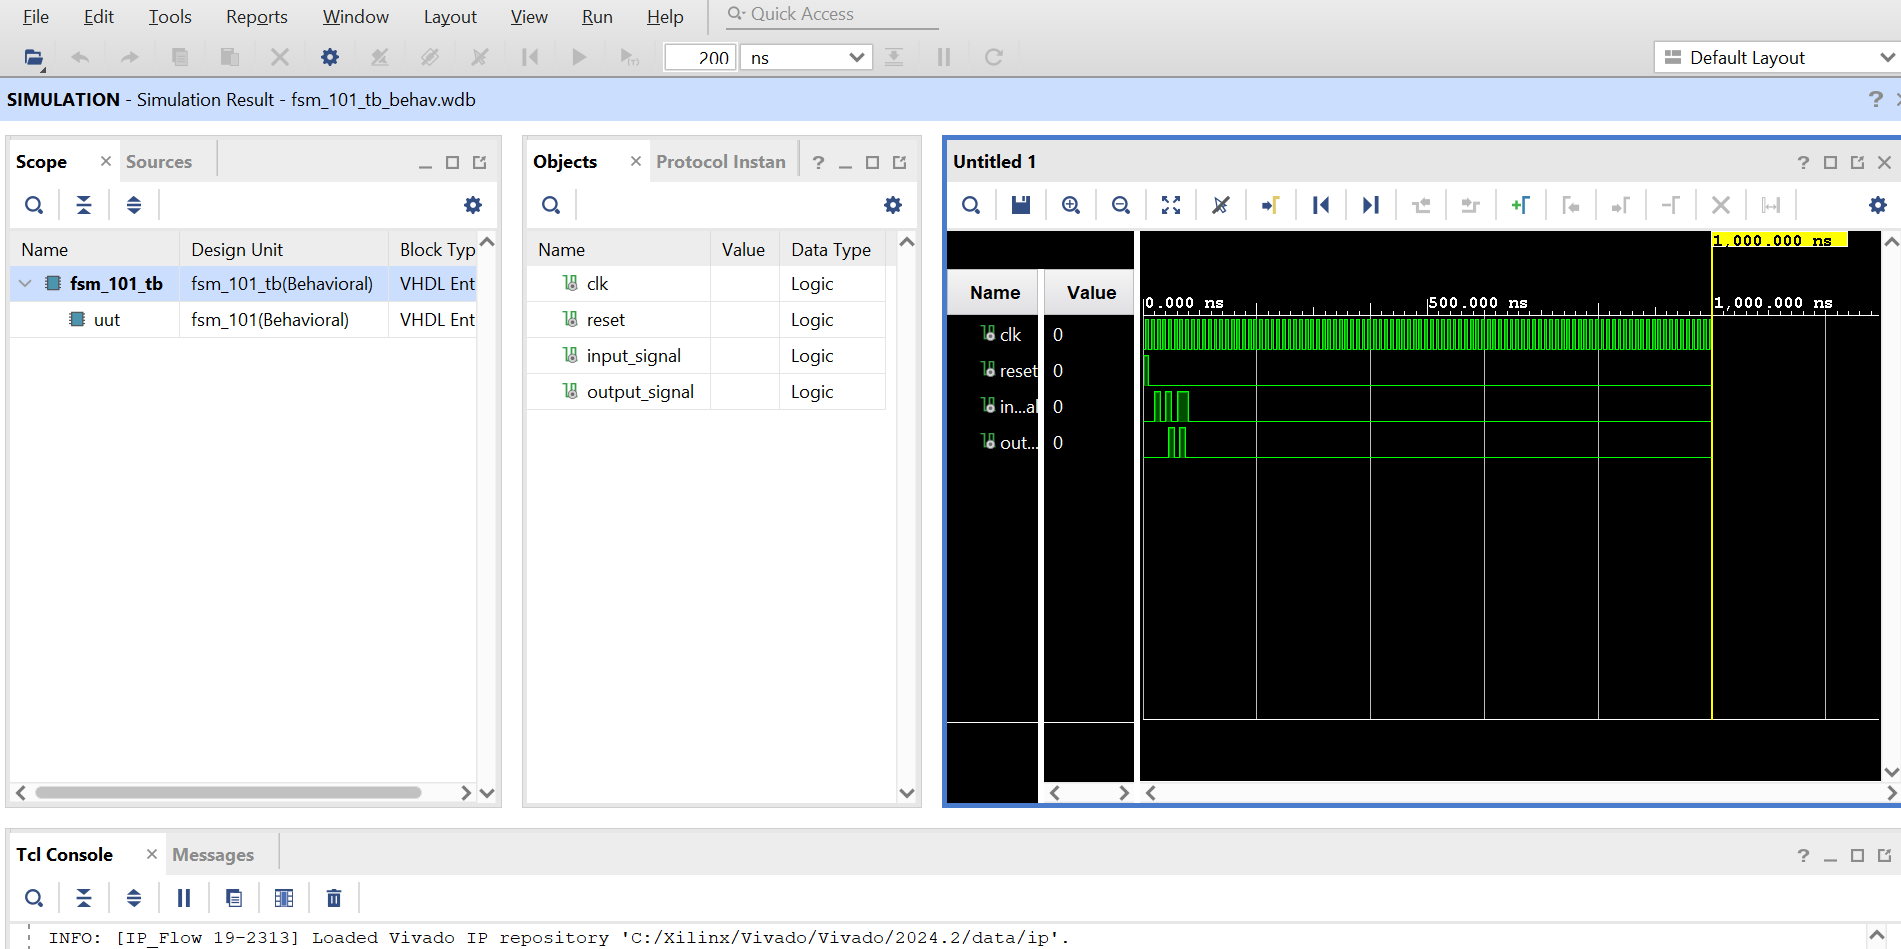 File Edit Tools Reports Window Layout View Run Help Quick Access
200 ns Default Layout
SIMULATION - Simulation Result - fsm_101_tb_behav.wdb ?
Scope Sources
Name Design Unit Block Typ
fsm_101_tb fsm_101_tb(Behavioral) VHDL Ent
uut fsm_101(Behavioral) VHDL Ent
Objects Protocol Instan ?
Name Value Data Type
clk Logic
reset Logic
input_signal Logic
output_signal Logic
Untitled 1 ?
1,000.000 ns
Name Value 0.000 ns 500.000 ns 1,000.000 ns
clk 0
reset 0
in...al 0
out... 0
Tcl Console Messages ?
INFO: [IP_Flow 19-2313] Loaded Vivado IP repository 'C:/Xilinx/Vivado/Vivado/2024.2/data/ip'.